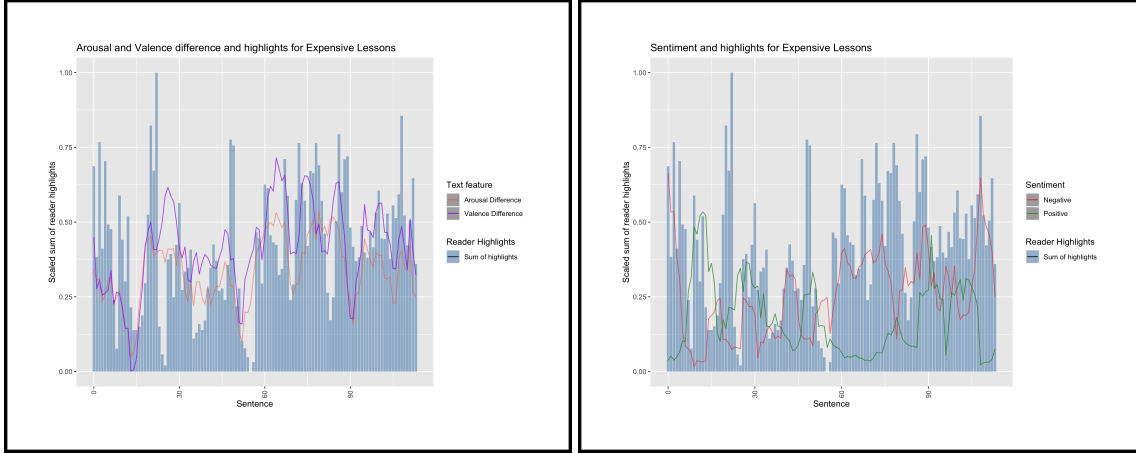 Arousal and Valence difference and highlights for Expensive Lessons
1.00
0.75
0.50
0.25
0.00
Scaled sum of reader highlights
0
30
60
90
Sentence
Text feature
Arousal Difference
Valence Difference
Reader Highlights
Sum of highlights
Sentiment and highlights for Expensive Lessons
1.00
0.75
0.50
0.25
0.00
Scaled sum of reader highlights
0
30
60
90
Sentence
Sentiment
Negative
Positive
Reader Highlights
Sum of highlights